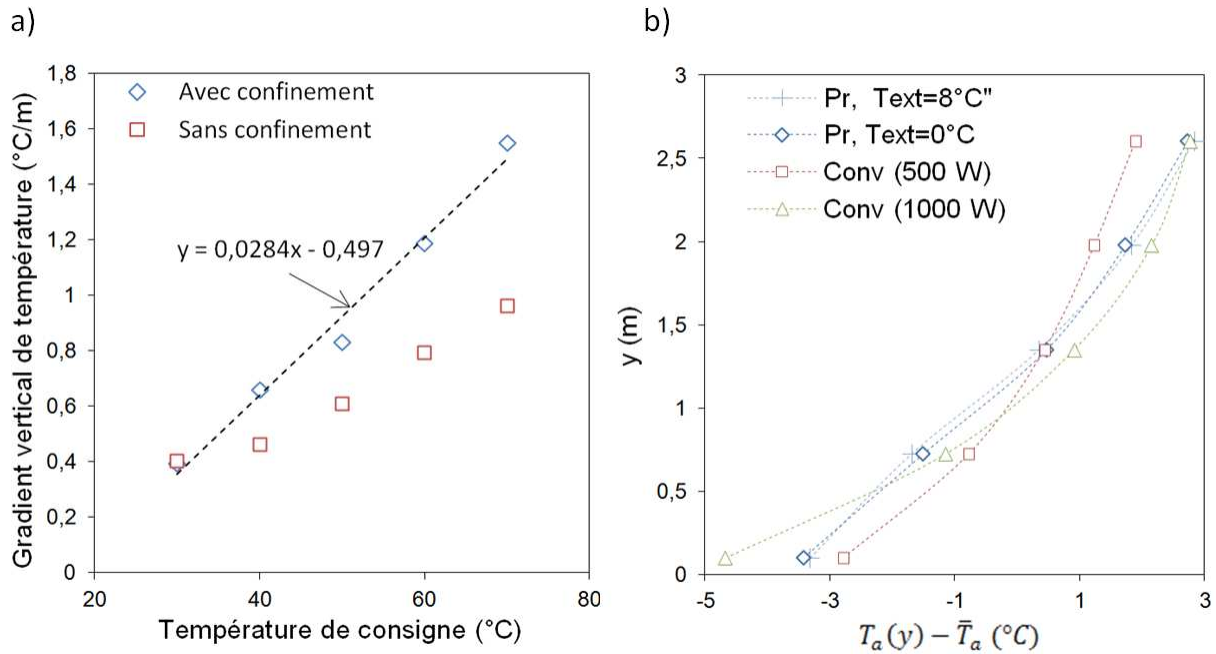 a)
Gradient vertical de température (°C/m)
1,8
1,6
1,4
1,2
1
0,8
0,6
0,4
0,2
0
Avec confinement
Sans confinement
y = 0,0284x - 0,497
20
40
60
80
Température de consigne (°C)
b)
y (m)
3
2,5
2
1,5
1
0,5
0
Pr, Text=8°C"
Pr, Text=0°C
Conv (500 W)
Conv (1000 W)
-5
-3
-1
1
3
Tₐ(y) − T̄ₐ (°C)